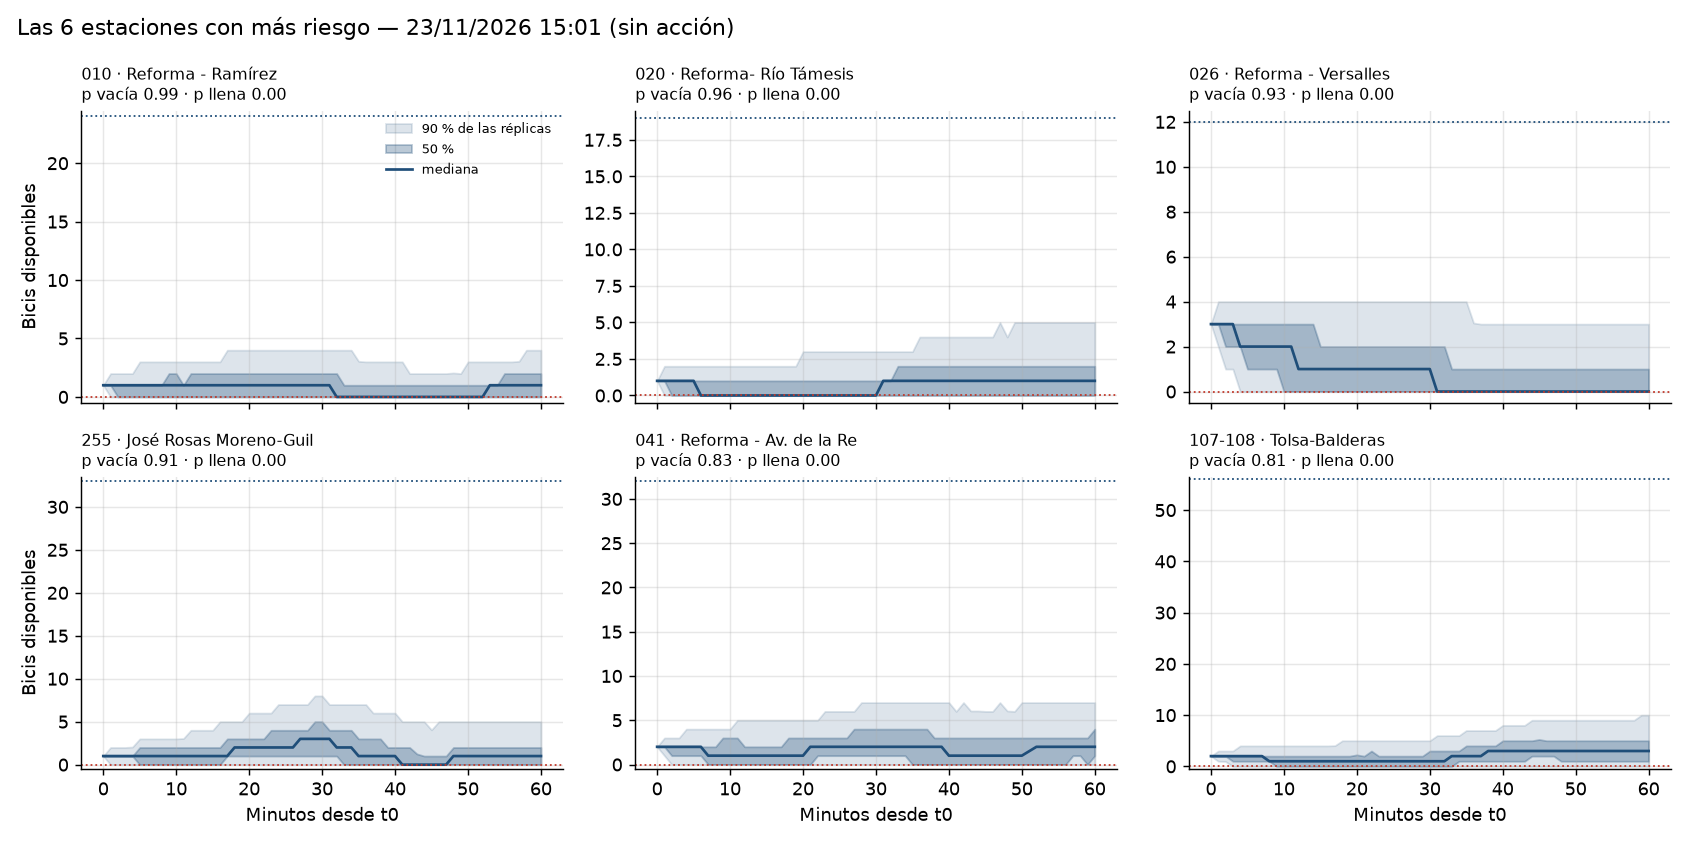 Las 6 estaciones con más riesgo — 23/11/2026 15:01 (sin acción)
010 · Reforma - Ramírez
p vacía 0.99 · p llena 0.00
90 % de las réplicas
50 %
mediana
Bicis disponibles
20
15
10
5
0
020 · Reforma- Río Támesis
p vacía 0.96 · p llena 0.00
17.5
15.0
12.5
10.0
7.5
5.0
2.5
0.0
026 · Reforma - Versalles
p vacía 0.93 · p llena 0.00
12
10
8
6
4
2
0
255 · José Rosas Moreno-Guil
p vacía 0.91 · p llena 0.00
Bicis disponibles
30
25
20
15
10
5
0
0 10 20 30 40 50 60
Minutos desde t0
041 · Reforma - Av. de la Re
p vacía 0.83 · p llena 0.00
30
25
20
15
10
5
0
0 10 20 30 40 50 60
Minutos desde t0
107-108 · Tolsa-Balderas
p vacía 0.81 · p llena 0.00
50
40
30
20
10
0
0 10 20 30 40 50 60
Minutos desde t0